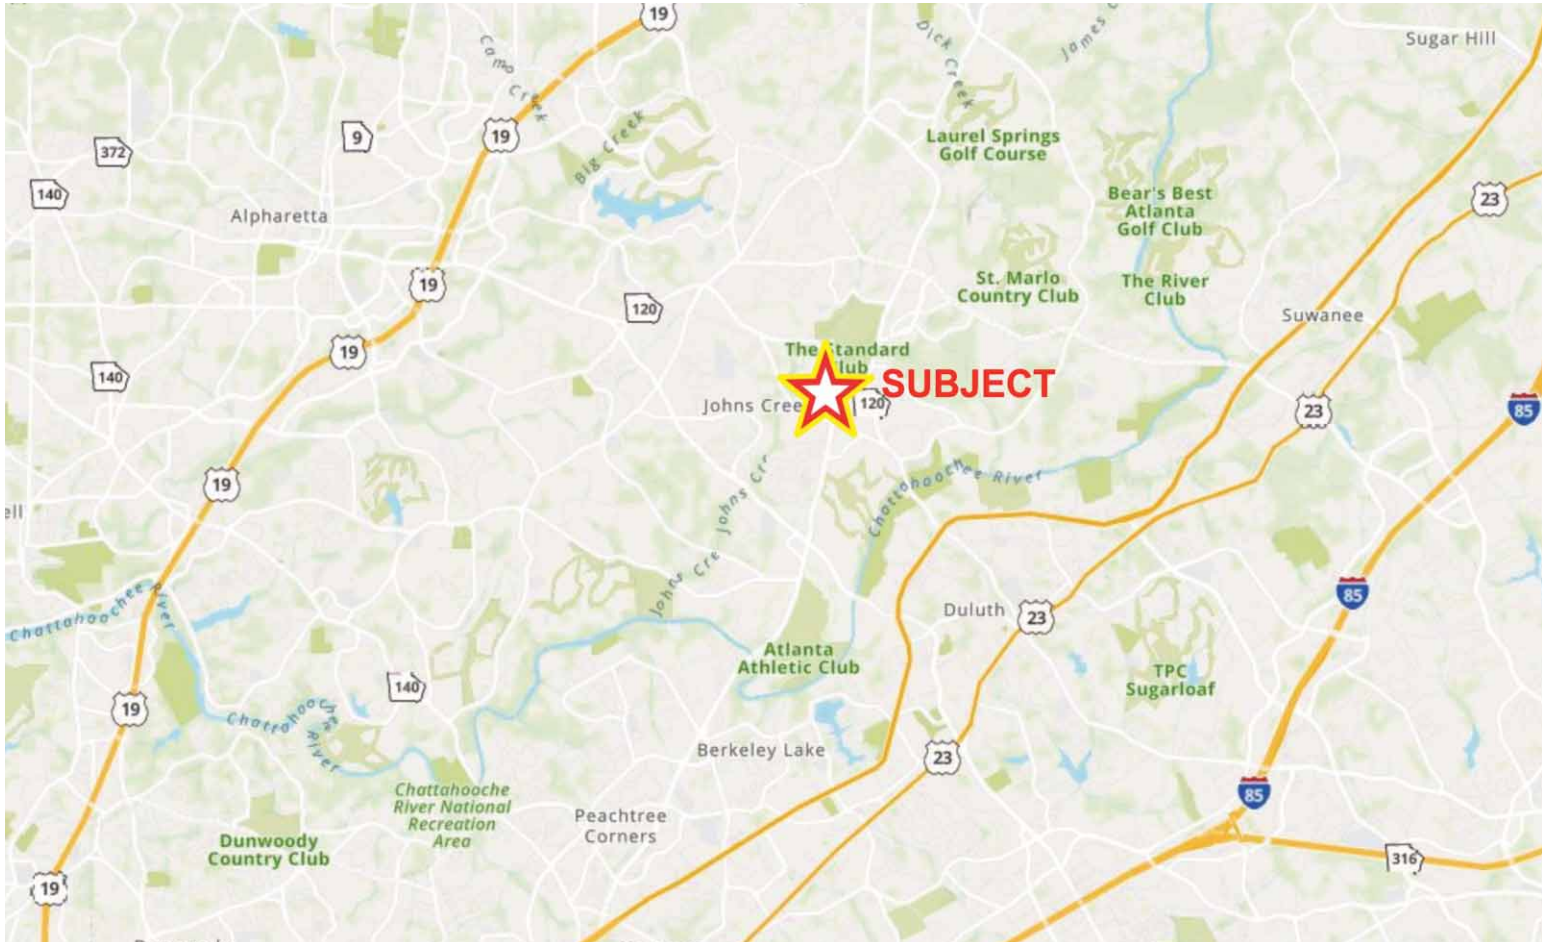 19
Camp Creek
Dick Creek
James C
Sugar Hill
372
9
19
Big Creek
Laurel Springs
Golf Course
140
Alpharetta
Bear's Best
Atlanta
Golf Club
23
19
120
St. Marlo
Country Club
The River
Club
Suwanee
19
The Standard
lub
140
SUBJECT
Johns Cree
120
23
85
19
Johns Cr
Chattahoochee River
ell
Johns Cre
Chattahoochee River
85
Duluth
23
Atlanta
Athletic Club
TPC
Sugarloaf
140
19
Chattahoochee
River
Berkeley Lake
23
Chattahooche
River National
Recreation
Area
85
Peachtree
Corners
Dunwoody
Country Club
316
19